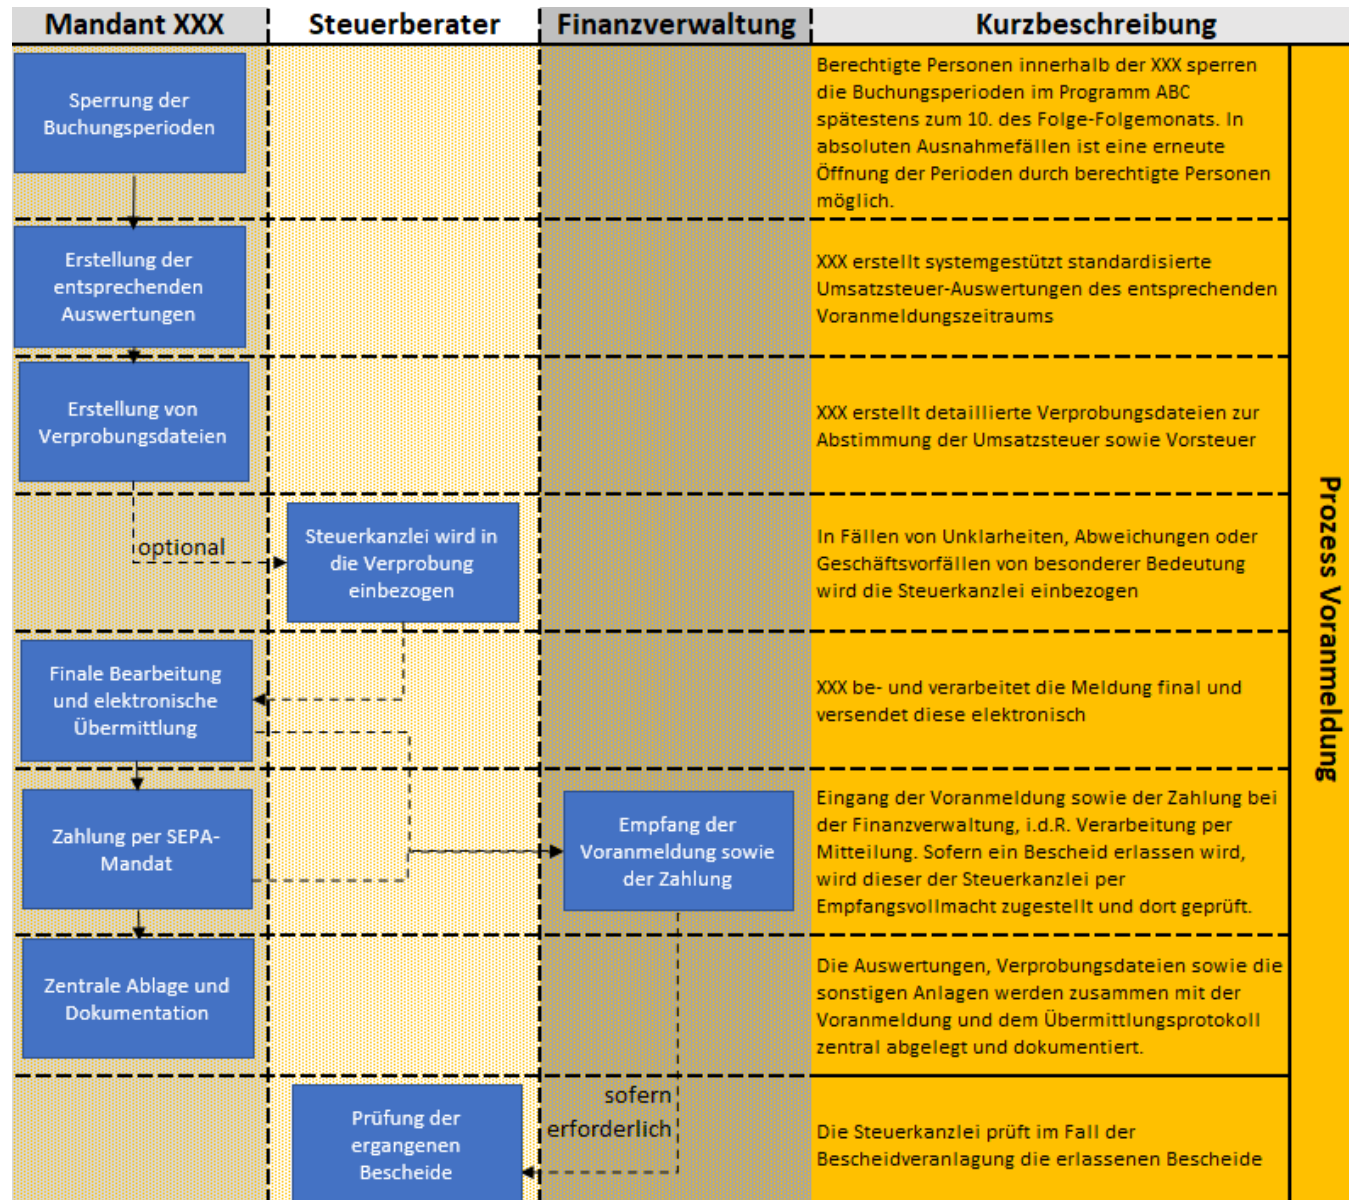 Mandant XXX
Steuerberater
Finanzverwaltung
Kurzbeschreibung
Sperrung der
Buchungsperioden
Berechtigte Personen innerhalb der XXX sperren
die Buchungsperioden im Programm ABC
spätestens zum 10. des Folge-Folgemonats. In
absoluten Ausnahmefällen ist eine erneute
Öffnung der Perioden durch berechtigte Personen
möglich.
Erstellung der
entsprechenden
Auswertungen
XXX erstellt systemgestützt standardisierte
Umsatzsteuer-Auswertungen des entsprechenden
Voranmeldungszeitraums
Erstellung von
Verprobungsdateien
XXX erstellt detaillierte Verprobungsdateien zur
Abstimmung der Umsatzsteuer sowie Vorsteuer
optional
Steuerkanzlei wird in
die Verprobung
einbezogen
In Fällen von Unklarheiten, Abweichungen oder
Geschäftsvorfällen von besonderer Bedeutung
wird die Steuerkanzlei einbezogen
Finale Bearbeitung
und elektronische
Übermittlung
XXX be- und verarbeitet die Meldung final und
versendet diese elektronisch
Zahlung per SEPA-
Mandat
Empfang der
Voranmeldung sowie
der Zahlung
Eingang der Voranmeldung sowie der Zahlung bei
der Finanzverwaltung, i.d.R. Verarbeitung per
Mitteilung. Sofern ein Bescheid erlassen wird,
wird dieser der Steuerkanzlei per
Empfangsvollmacht zugestellt und dort geprüft.
Zentrale Ablage und
Dokumentation
Die Auswertungen, Verprobungsdateien sowie die
sonstigen Anlagen werden zusammen mit der
Voranmeldung und dem Übermittlungsprotokoll
zentral abgelegt und dokumentiert.
Prüfung der
ergangenen
Bescheide
sofern
erforderlich
Die Steuerkanzlei prüft im Fall der
Bescheidveranlagung die erlassenen Bescheide
Prozess Voranmeldung